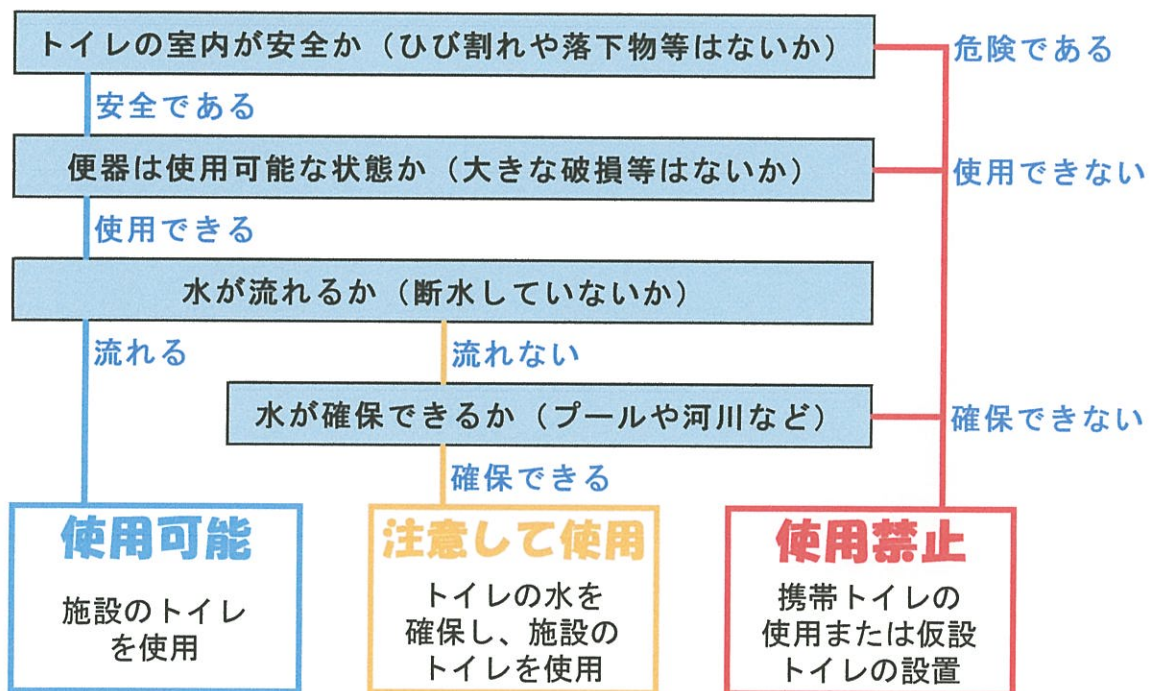 トイレの室内が安全か（ひび割れや落下物等はないか）
危険である
安全である
便器は使用可能な状態か（大きな破損等はないか）
使用できない
使用できる
水が流れるか（断水していないか）
流れる
流れない
水が確保できるか（プールや河川など）
確保できない
確保できる
使用可能
施設のトイレ
を使用
注意して使用
トイレの水を
確保し、施設の
トイレを使用
使用禁止
携帯トイレの
使用または仮設
トイレの設置